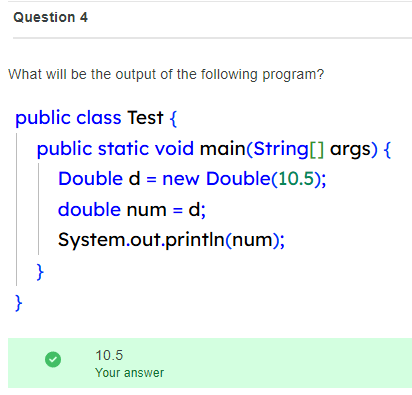 Question 4
What will be the output of the following program?
public class Test {
public static void main(String[] args) {
Double d = new Double(10.5);
double num = d;
System.out.println(num);
}
}
10.5
Your answer